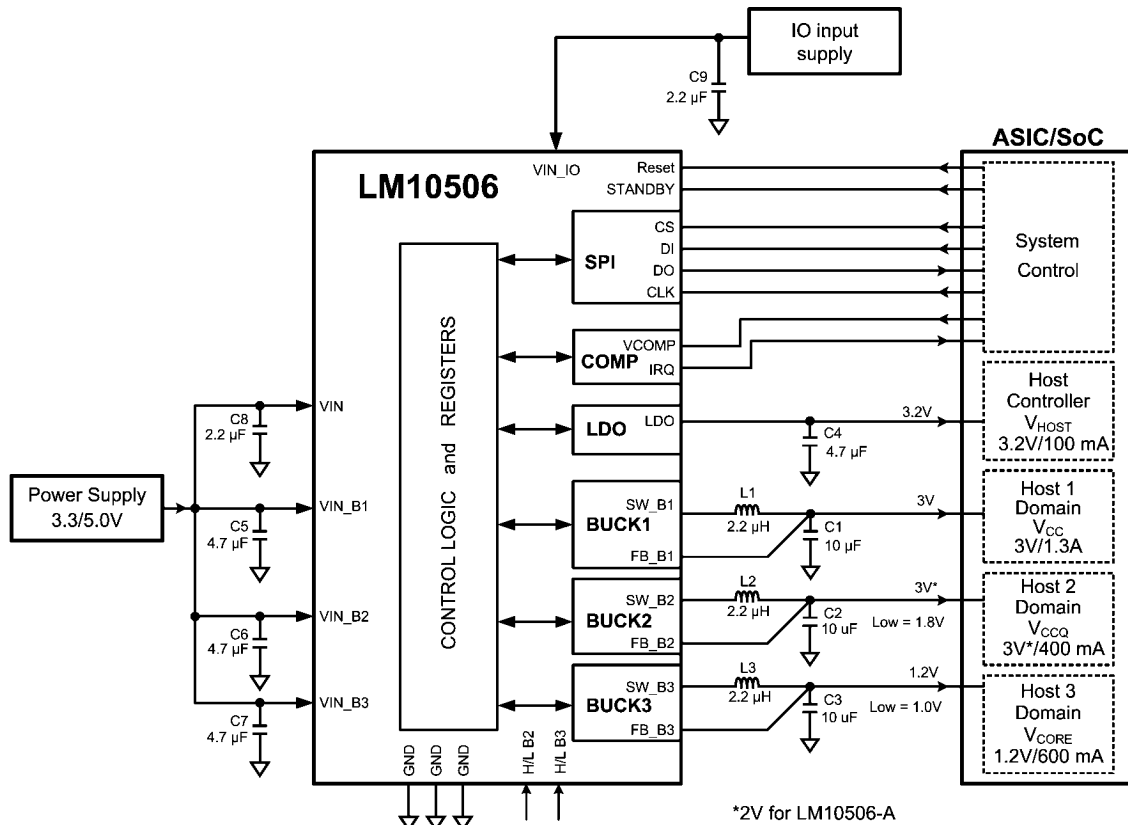 IO input
supply
C9
2.2 µF
ASIC/SoC
VIN_IO
LM10506
Reset
STANDBY
CS
DI
DO
CLK
SPI
System
Control
VCOMP
IRQ
COMP
CONTROL LOGIC and REGISTERS
LDO
LDO
3.2V
C4
4.7 µF
Host
Controller
VHOST
3.2V/100 mA
VIN
C8
2.2 µF
Power Supply
3.3/5.0V
VIN_B1
C5
4.7 µF
SW_B1
BUCK1
FB_B1
L1
2.2 µH
C1
10 µF
3V
Host 1
Domain
VCC
3V/1.3A
VIN_B2
C6
4.7 µF
SW_B2
BUCK2
FB_B2
L2
2.2 µH
C2
10 uF
3V*
Low = 1.8V
Host 2
Domain
VCCQ
3V*/400 mA
VIN_B3
C7
4.7 µF
SW_B3
BUCK3
FB_B3
L3
2.2 µH
C3
10 uF
1.2V
Low = 1.0V
Host 3
Domain
VCORE
1.2V/600 mA
GND
GND
GND
H/L B2
H/L B3
*2V for LM10506-A